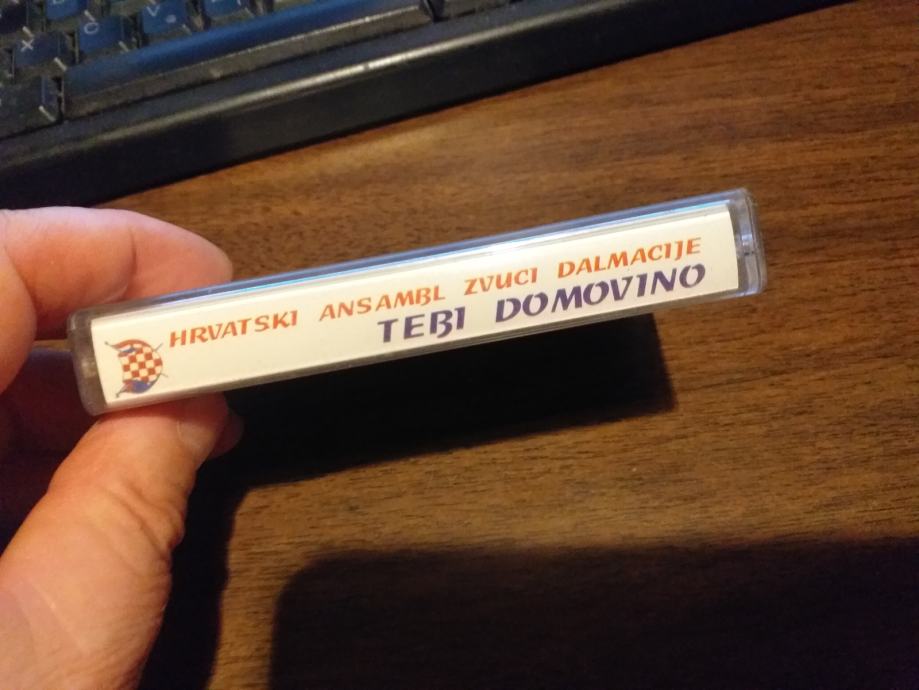 HRVATSKI ANSAMBL ZVUCI DALMACIJE
TEBI DOMOVINO